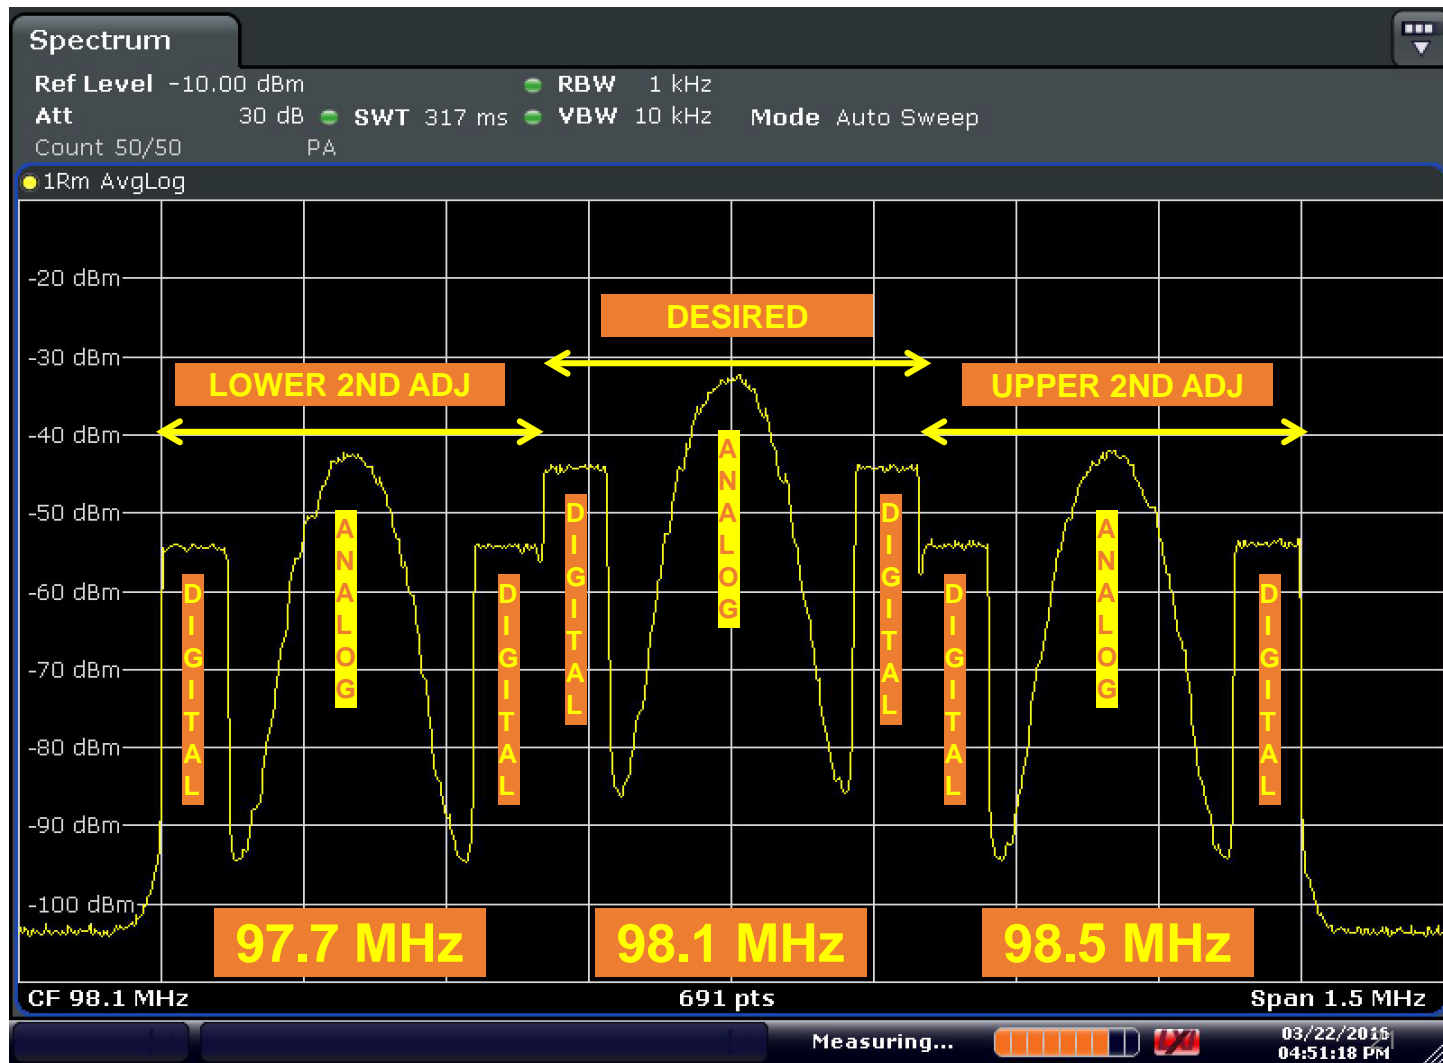 Spectrum
Ref Level -10.00 dBm RBW 1 kHz
Att 30 dB SWT 317 ms VBW 10 kHz Mode Auto Sweep
Count 50/50 PA
1Rm AvgLog
-20 dBm
DESIRED
-30 dBm
LOWER 2ND ADJ
UPPER 2ND ADJ
-40 dBm
-50 dBm
-60 dBm
-70 dBm
-80 dBm
-90 dBm
-100 dBm
DIGITAL
ANALOG
DIGITAL
DIGITAL
ANALOG
DIGITAL
DIGITAL
ANALOG
DIGITAL
97.7 MHz 98.1 MHz 98.5 MHz
CF 98.1 MHz 691 pts Span 1.5 MHz
Measuring... LXI 03/22/2016
04:51:18 PM
21